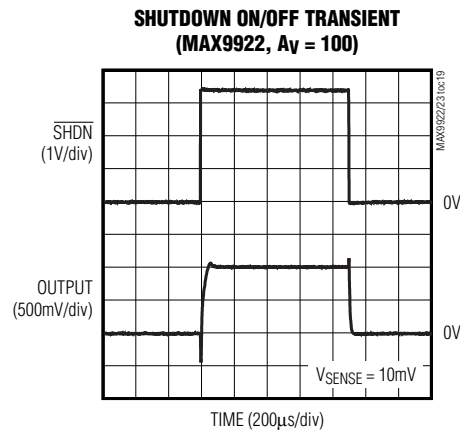 SHUTDOWN ON/OFF TRANSIENT
(MAX9922, AV = 100)
MAX9922/23 toc19
SHDN
(1V/div)
0V
OUTPUT
(500mV/div)
0V
VSENSE = 10mV
TIME (200µs/div)